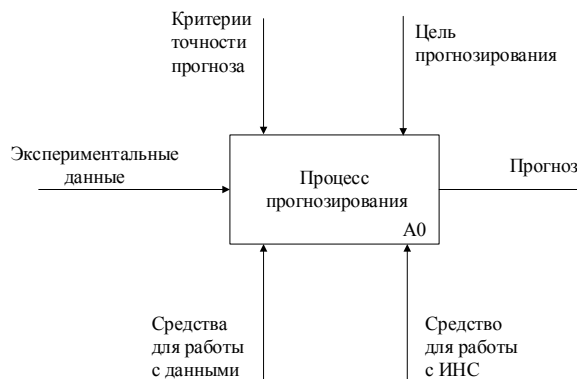 Критерии
точности
прогноза
Цель
прогнозирования
Экспериментальные
данные
Процесс
прогнозирования
A0
Прогноз
Средства
для работы
с данными
Средство
для работы
с ИНС